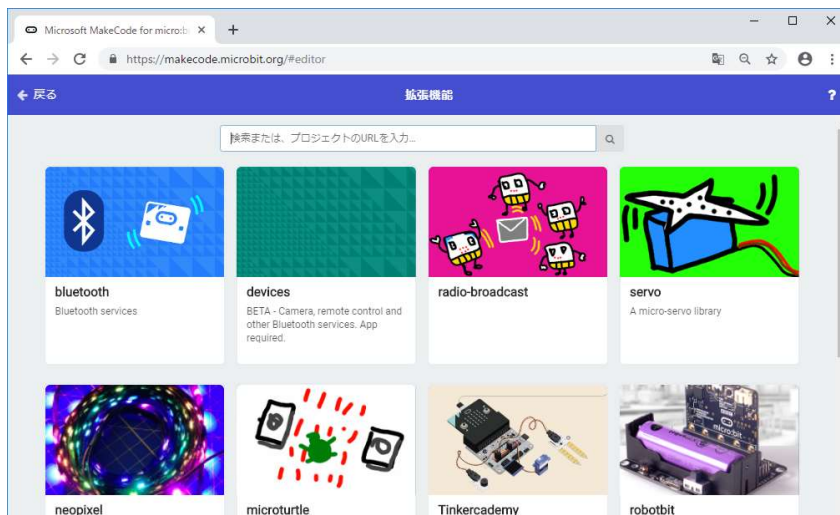 Microsoft MakeCode for micro:b
https://makecode.microbit.org/#editor
戻る
拡張機能
?
検索または、プロジェクトのURLを入力...
bluetooth
Bluetooth services
devices
BETA - Camera, remote control and
other Bluetooth services. App
required.
radio-broadcast
servo
A micro-servo library
micro:bit
neopixel
microturtle
Tinkercademy
robotbit